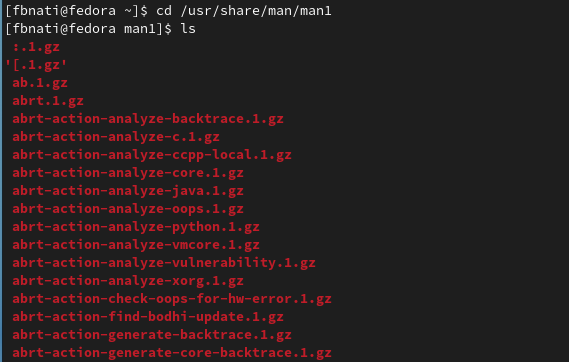 [fbnati@fedora ~]$ cd /usr/share/man/man1
[fbnati@fedora man1]$ ls
:.1.gz
'[.1.gz'
ab.1.gz
abrt.1.gz
abrt-action-analyze-backtrace.1.gz
abrt-action-analyze-c.1.gz
abrt-action-analyze-ccpp-local.1.gz
abrt-action-analyze-core.1.gz
abrt-action-analyze-java.1.gz
abrt-action-analyze-oops.1.gz
abrt-action-analyze-python.1.gz
abrt-action-analyze-vmcore.1.gz
abrt-action-analyze-vulnerability.1.gz
abrt-action-analyze-xorg.1.gz
abrt-action-check-oops-for-hw-error.1.gz
abrt-action-find-bodhi-update.1.gz
abrt-action-generate-backtrace.1.gz
abrt-action-generate-core-backtrace.1.gz